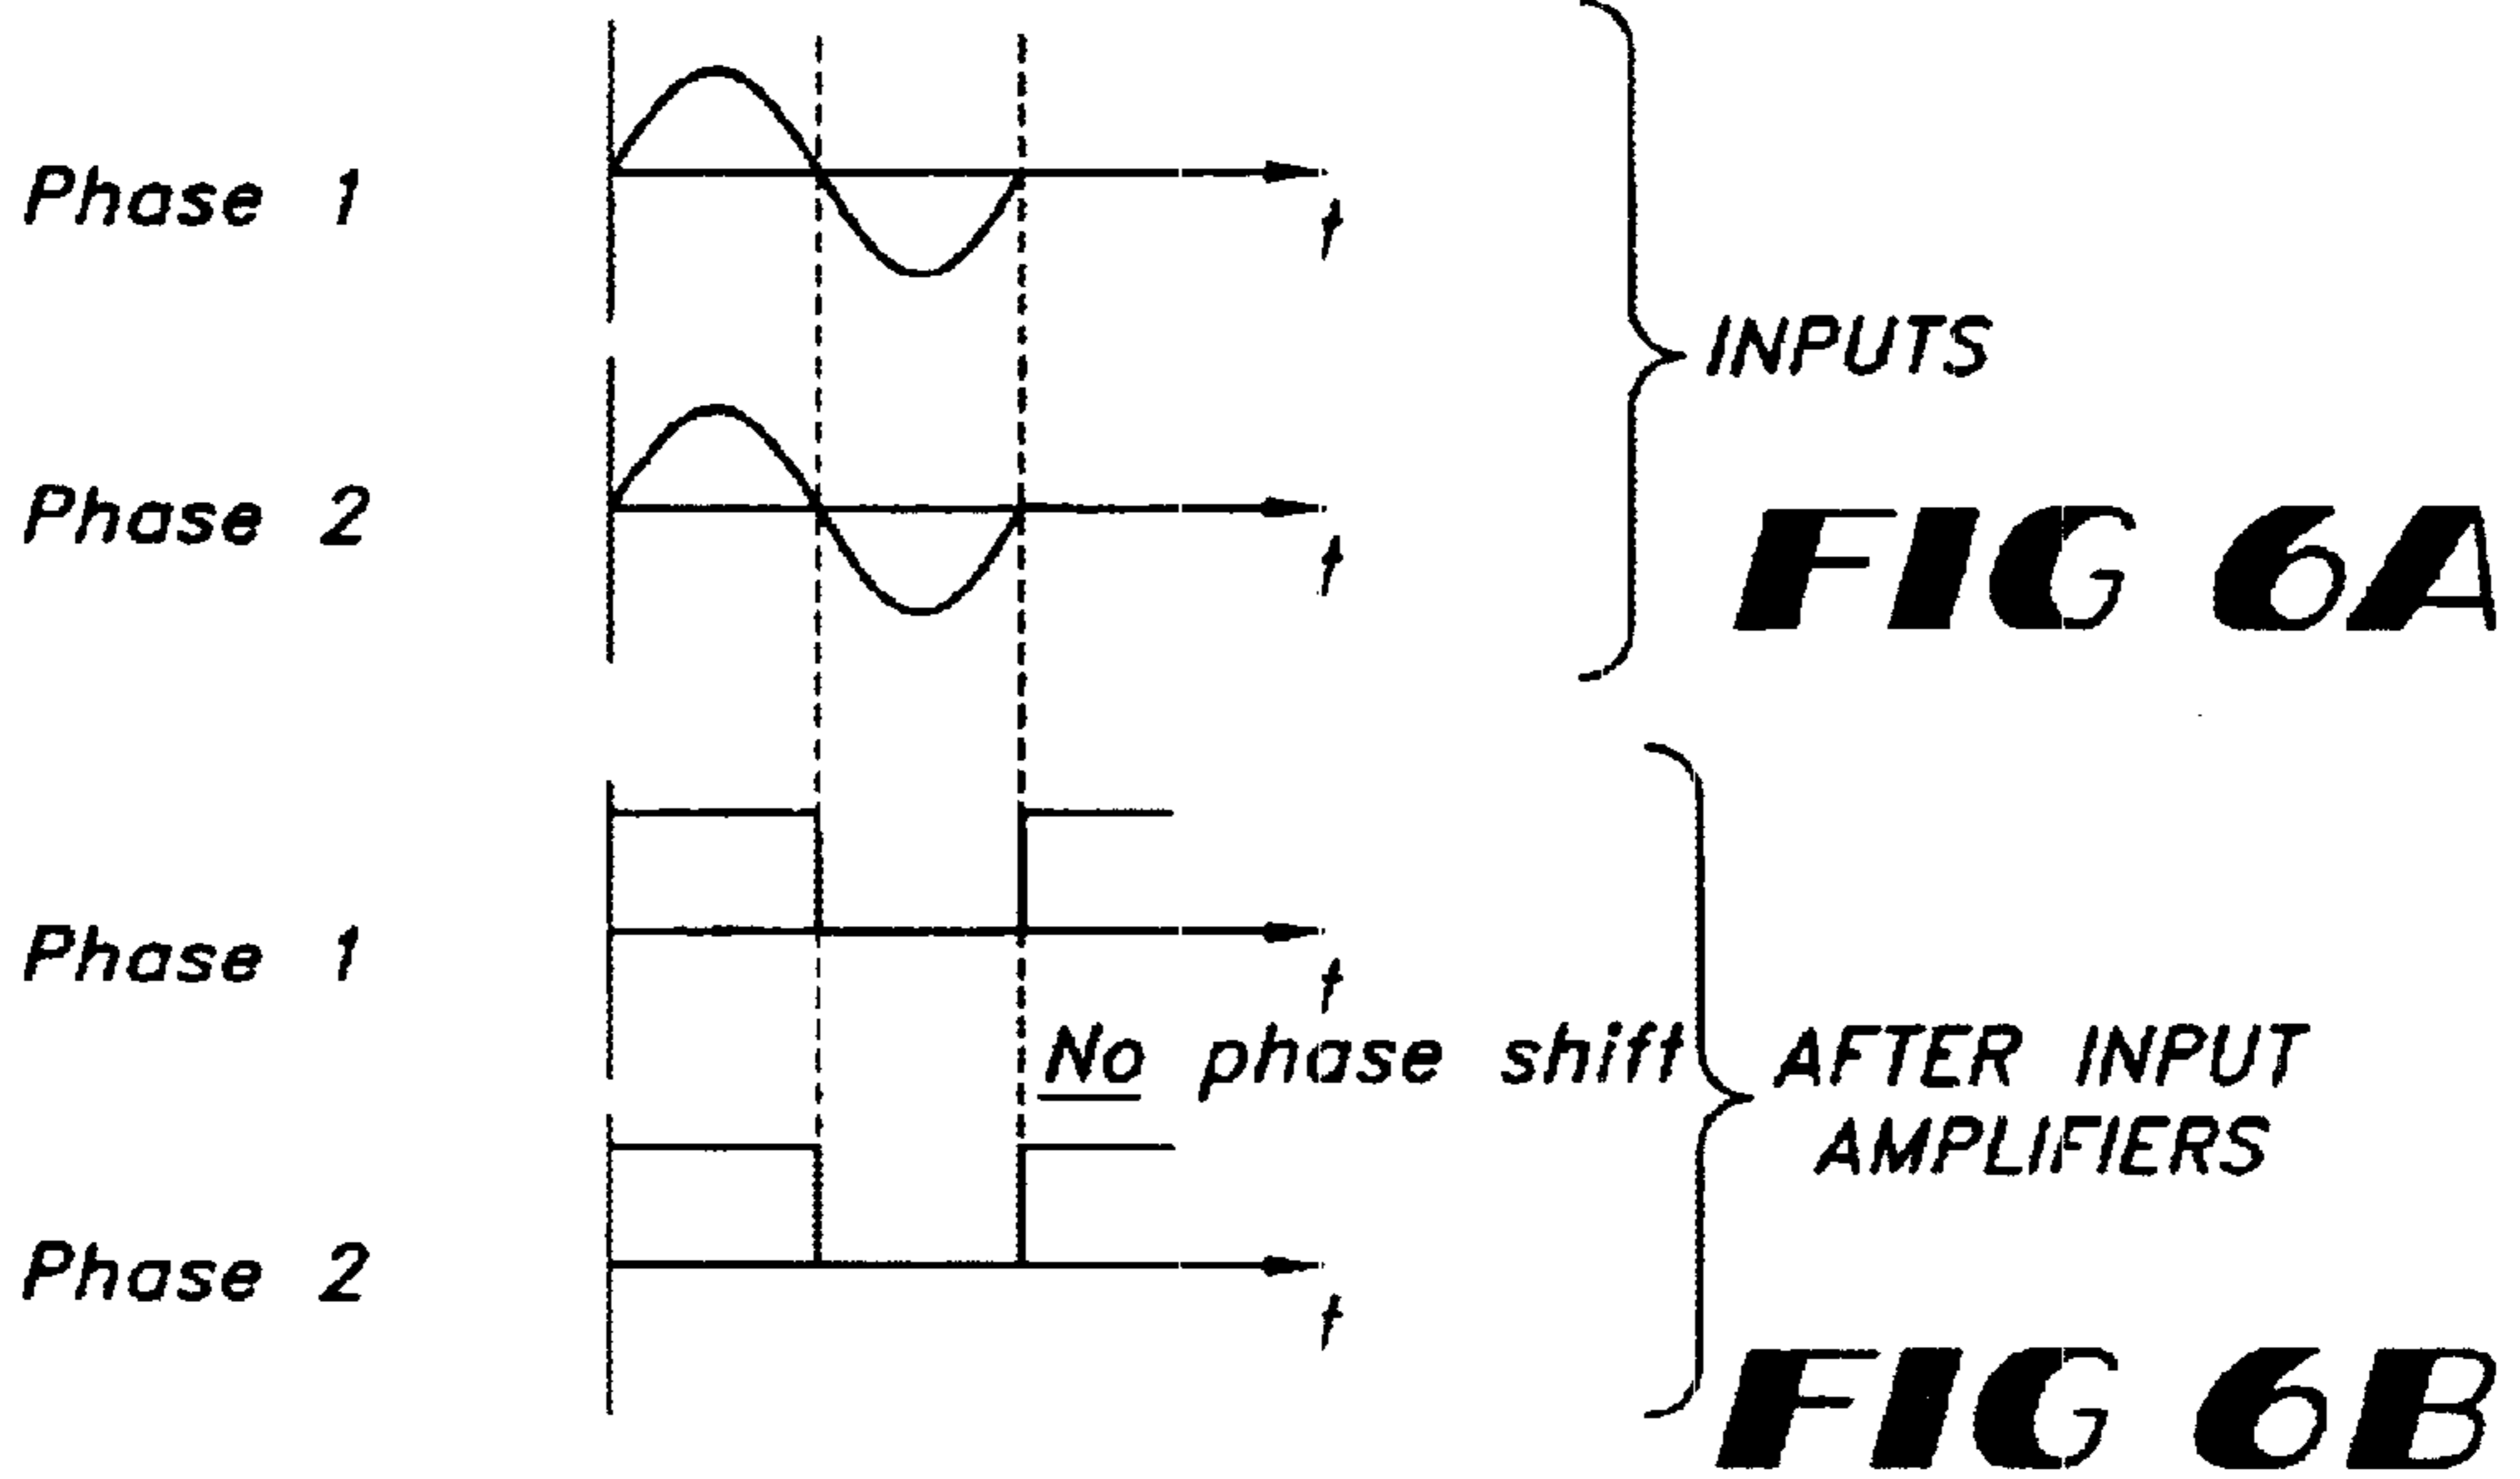 Phase 1
t
INPUTS
Phase 2
t
FIG 6A
Phase 1
t
No phase shift
AFTER INPUT
AMPLIFIERS
Phase 2
t
FIG 6B